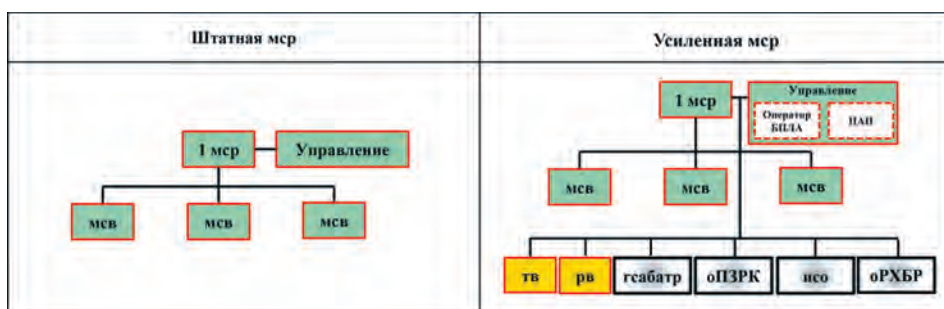 Штатная мср
Усиленная мср
1 мср
Управление
мсв
мсв
мсв
1 мср
Управление
Оператор
БПЛА
ПАН
мсв
мсв
мсв
тв
рв
гсабатр
оПЗРК
исо
оРХБР